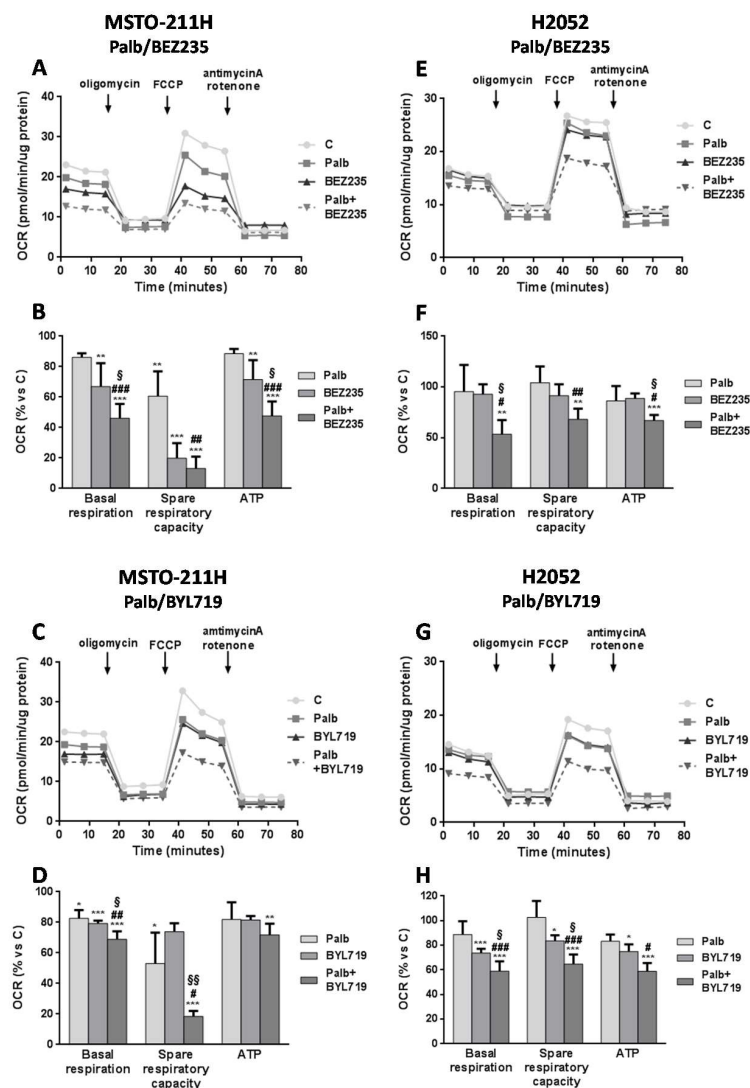 MSTO-211H
Palb/BEZ235
A
oligomycin
FCCP
antimycinA
rotenone
OCR (pmol/min/ug protein)
40
30
20
10
0
0 10 20 30 40 50 60 70 80
Time (minutes)
C
Palb
BEZ235
Palb+
BEZ235
B
OCR (% vs C)
100
80
60
40
20
0
** § ### ***
** *** ## ***
** § ### ***
Basal
respiration
Spare
respiratory
capacity
ATP
Palb
BEZ235
Palb+
BEZ235
H2052
Palb/BEZ235
E
oligomycin
FCCP
antimycinA
rotenone
OCR (pmol/min/ug protein)
30
20
10
0
0 10 20 30 40 50 60 70 80
Time (minutes)
C
Palb
BEZ235
Palb+
BEZ235
F
OCR (% vs C)
150
100
50
0
§ # **
## **
§ # ***
Basal
respiration
Spare
respiratory
capacity
ATP
Palb
BEZ235
Palb+
BEZ235
MSTO-211H
Palb/BYL719
C
oligomycin
FCCP
antimycinA
rotenone
OCR (pmol/min/ug protein)
40
30
20
10
0
0 10 20 30 40 50 60 70 80
Time (minutes)
C
Palb
BYL719
Palb
+BYL719
D
OCR (% vs C)
100
80
60
40
20
0
* *** § ## ***
* §§ # ***
**
Basal
respiration
Spare
respiratory
capacity
ATP
Palb
BYL719
Palb+
BYL719
H2052
Palb/BYL719
G
oligomycin
FCCP
antimycinA
rotenone
OCR (pmol/min/ug protein)
30
20
10
0
0 10 20 30 40 50 60 70 80
Time (minutes)
C
Palb
BYL719
Palb+
BYL719
H
OCR (% vs C)
120
100
80
60
40
20
0
*** § ### ***
* § ### ***
* # ***
Basal
respiration
Spare
respiratory
capacity
ATP
Palb
BYL719
Palb+
BYL719